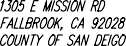 1305 E MISSION RD
FALLBROOK, CA 92028
COUNTY OF SAN DEIGO